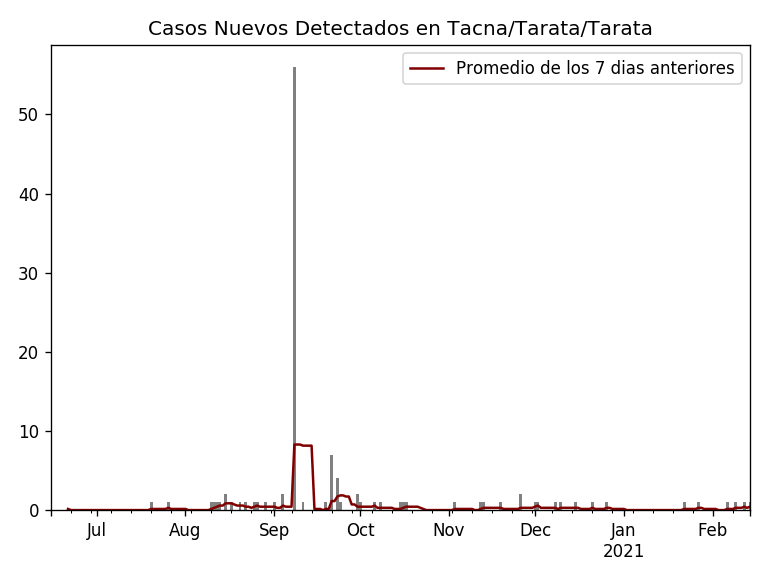 Casos Nuevos Detectados en Tacna/Tarata/Tarata
Promedio de los 7 dias anteriores
50
40
30
20
10
0
Jul Aug Sep Oct Nov Dec Jan Feb
2021